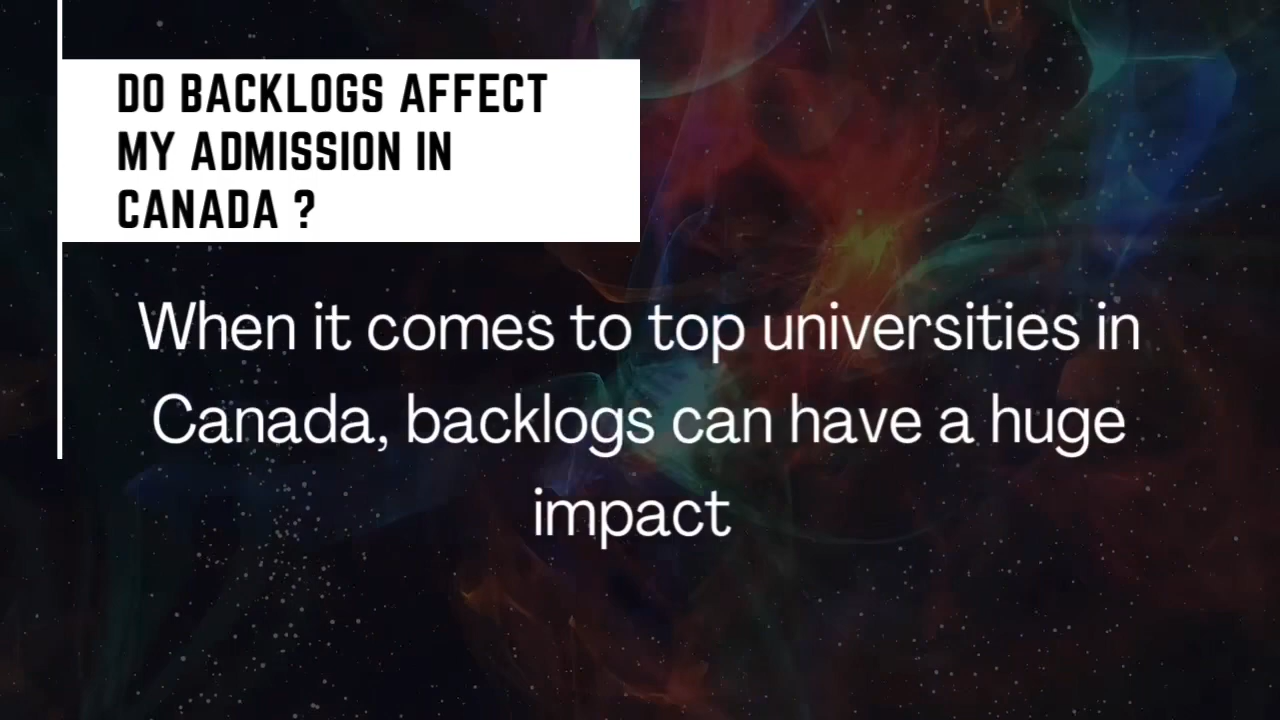 DO BACKLOGS AFFECT
MY ADMISSION IN
CANADA ?
When it comes to top universities in
Canada, backlogs can have a huge
impact